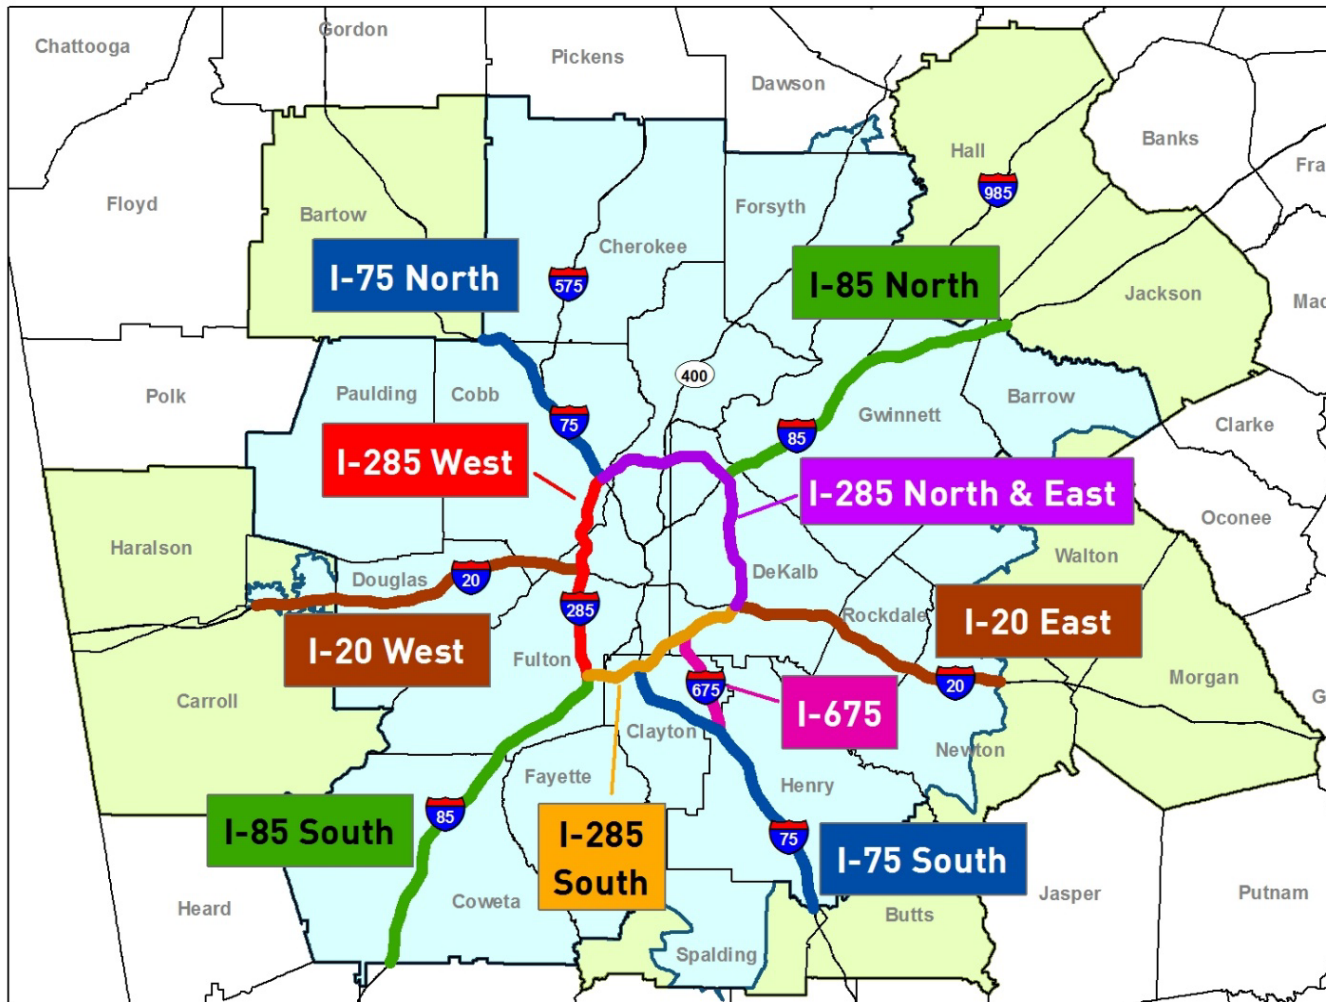 Chattooga
Gordon
Pickens
Dawson
Banks
Hall
Fra
985
Floyd
Bartow
Forsyth
Cherokee
I-75 North
575
I-85 North
Jackson
Mad
400
Polk
Paulding
Cobb
75
Gwinnett
Barrow
85
Clarke
I-285 West
I-285 North & East
Oconee
Haralson
Walton
Douglas
20
DeKalb
285
Rockdale
I-20 East
I-20 West
Fulton
Morgan
Carroll
675
20
G
I-675
Clayton
Newton
Fayette
Henry
85
I-85 South
I-285
South
75
I-75 South
Heard
Coweta
Butts
Jasper
Putnam
Spalding